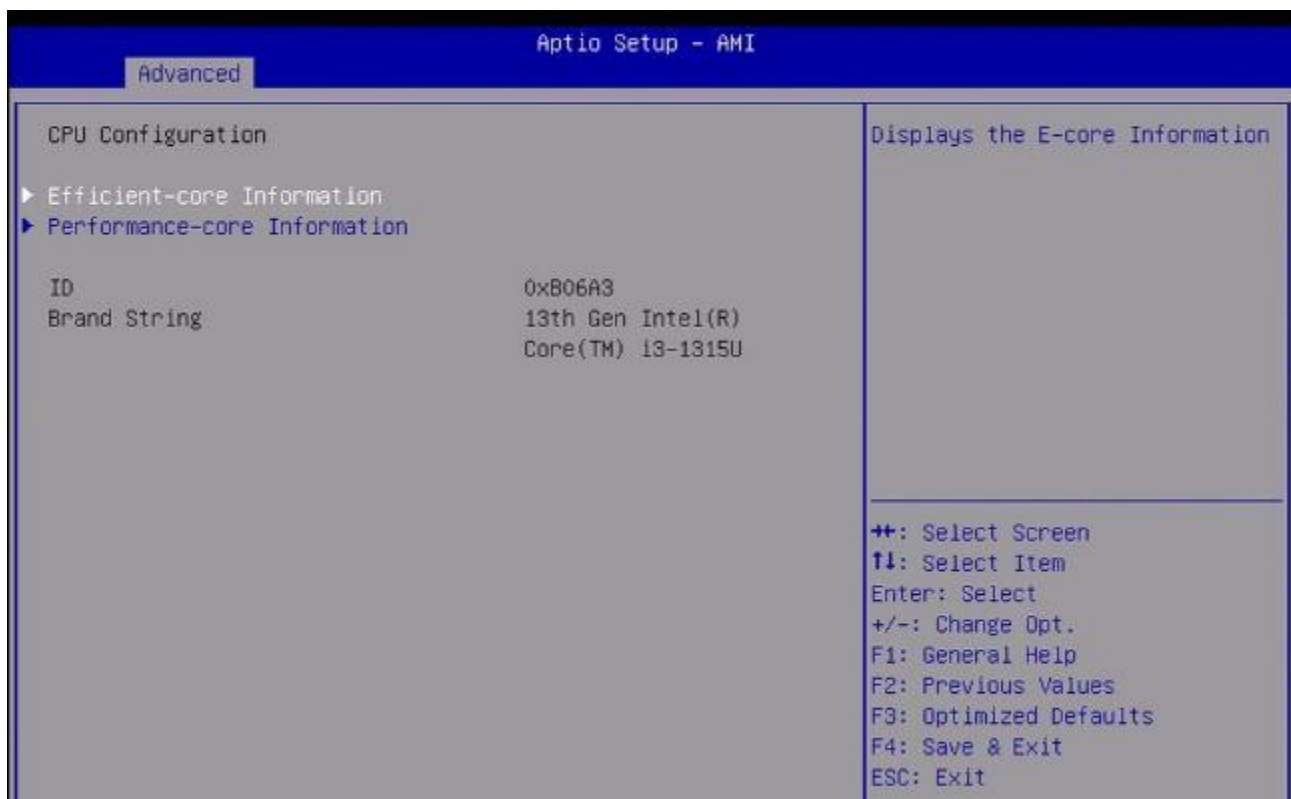 Aptio Setup - AMI
Advanced
CPU Configuration
Efficient-core Information
Performance-core Information
ID 0xB06A3
Brand String 13th Gen Intel(R)
Core(TM) i3-1315U
Displays the E-core Information
→←: Select Screen
↑↓: Select Item
Enter: Select
+/-: Change Opt.
F1: General Help
F2: Previous Values
F3: Optimized Defaults
F4: Save & Exit
ESC: Exit